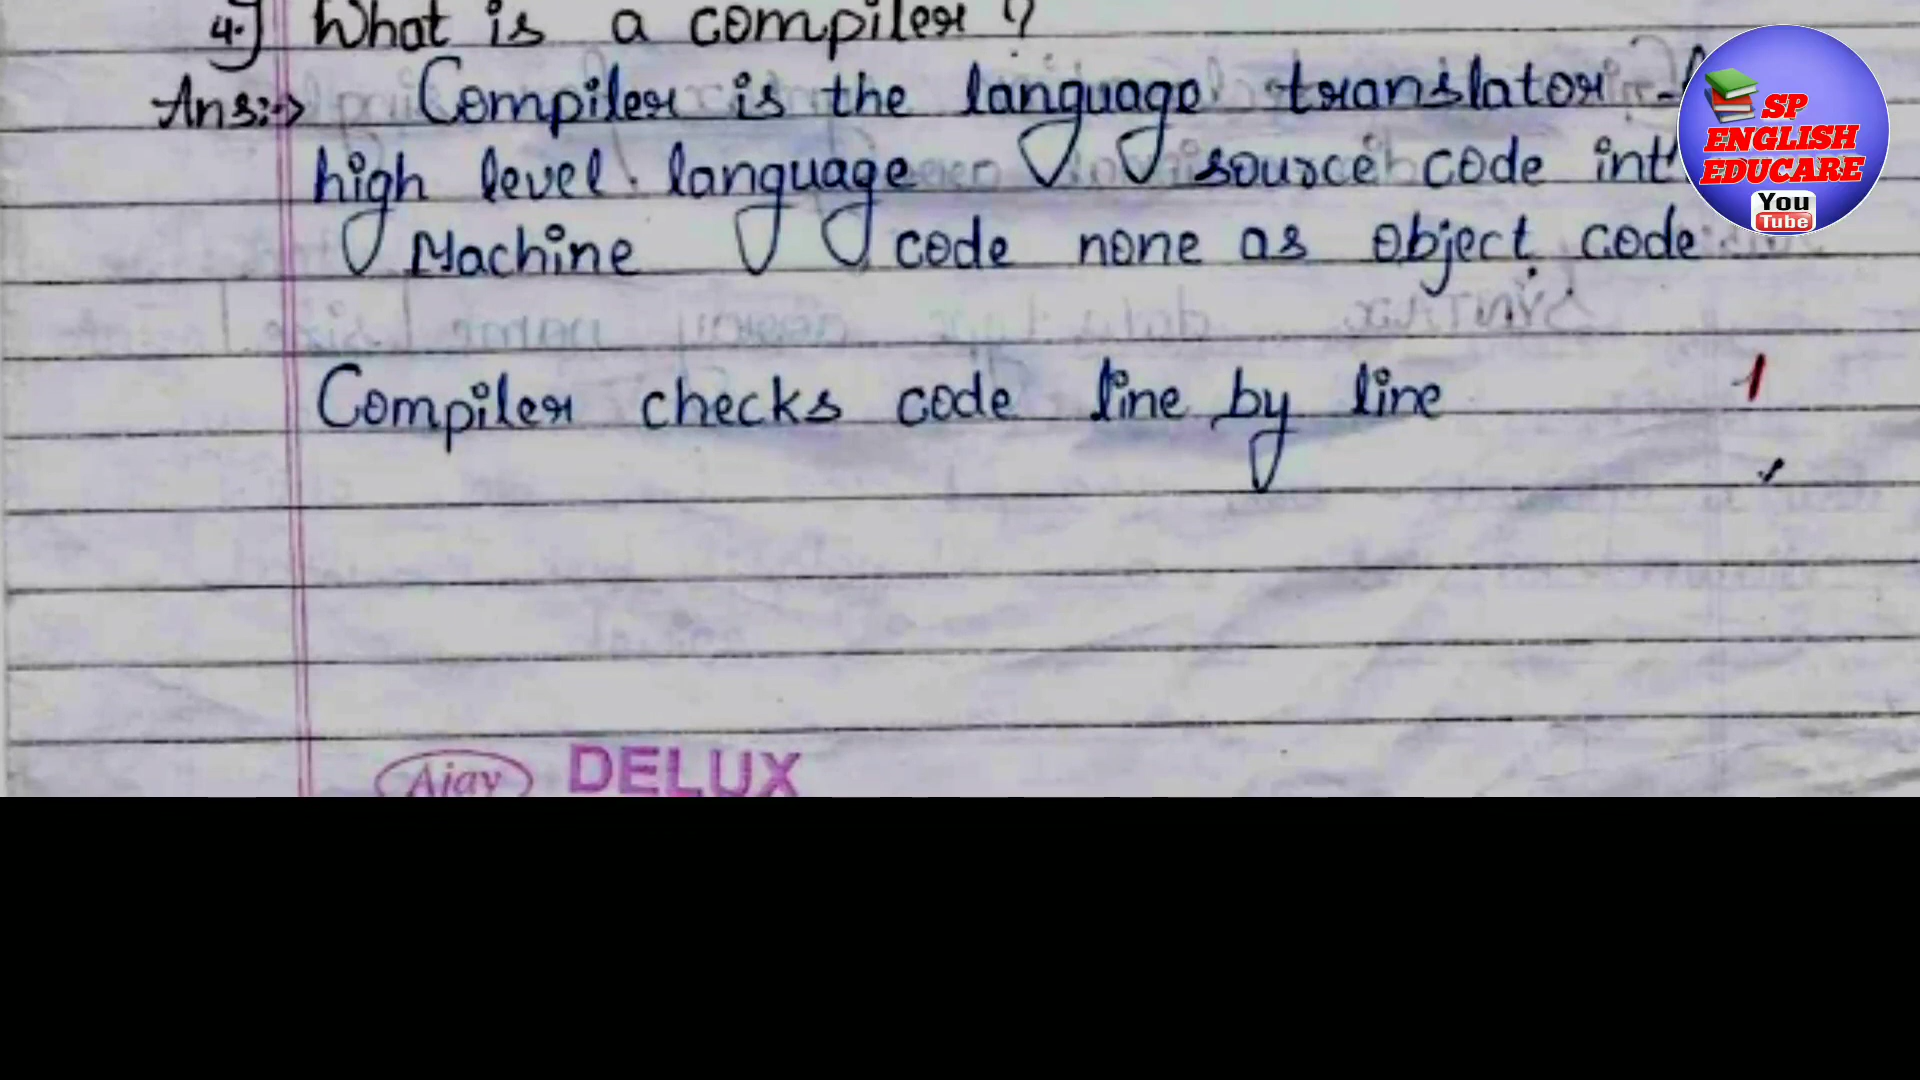 4.) What is a compiler ?
Ans:-> Compiler is the language translator
high level language source code int
Machine code none as object code
Compiler checks code line by line
1
Ajay DELUX
SP
ENGLISH
EDUCARE
You
Tube